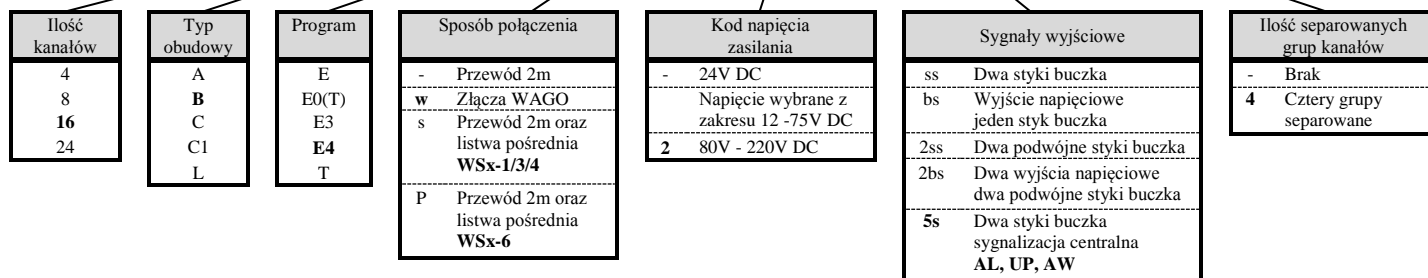 Ilość
kanałów
4
8
16
24
Typ
obudowy
A
B
C
C1
L
Program
E
E0(T)
E3
E4
T
Sposób połączenia
- Przewód 2m
w Złącza WAGO
s Przewód 2m oraz
listwa pośrednia
WSx-1/3/4
P Przewód 2m oraz
listwa pośrednia
WSx-6
Kod napięcia
zasilania
- 24V DC
Napięcie wybrane z
zakresu 12 -75V DC
2 80V - 220V DC
Sygnały wyjściowe
ss Dwa styki buczka
bs Wyjście napięciowe
jeden styk buczka
2ss Dwa podwójne styki buczka
2bs Dwa wyjścia napięciowe
dwa podwójne styki buczka
5s Dwa styki buczka
sygnalizacja centralna
AL, UP, AW
Ilość separowanych
grup kanałów
- Brak
4 Cztery grupy
separowane